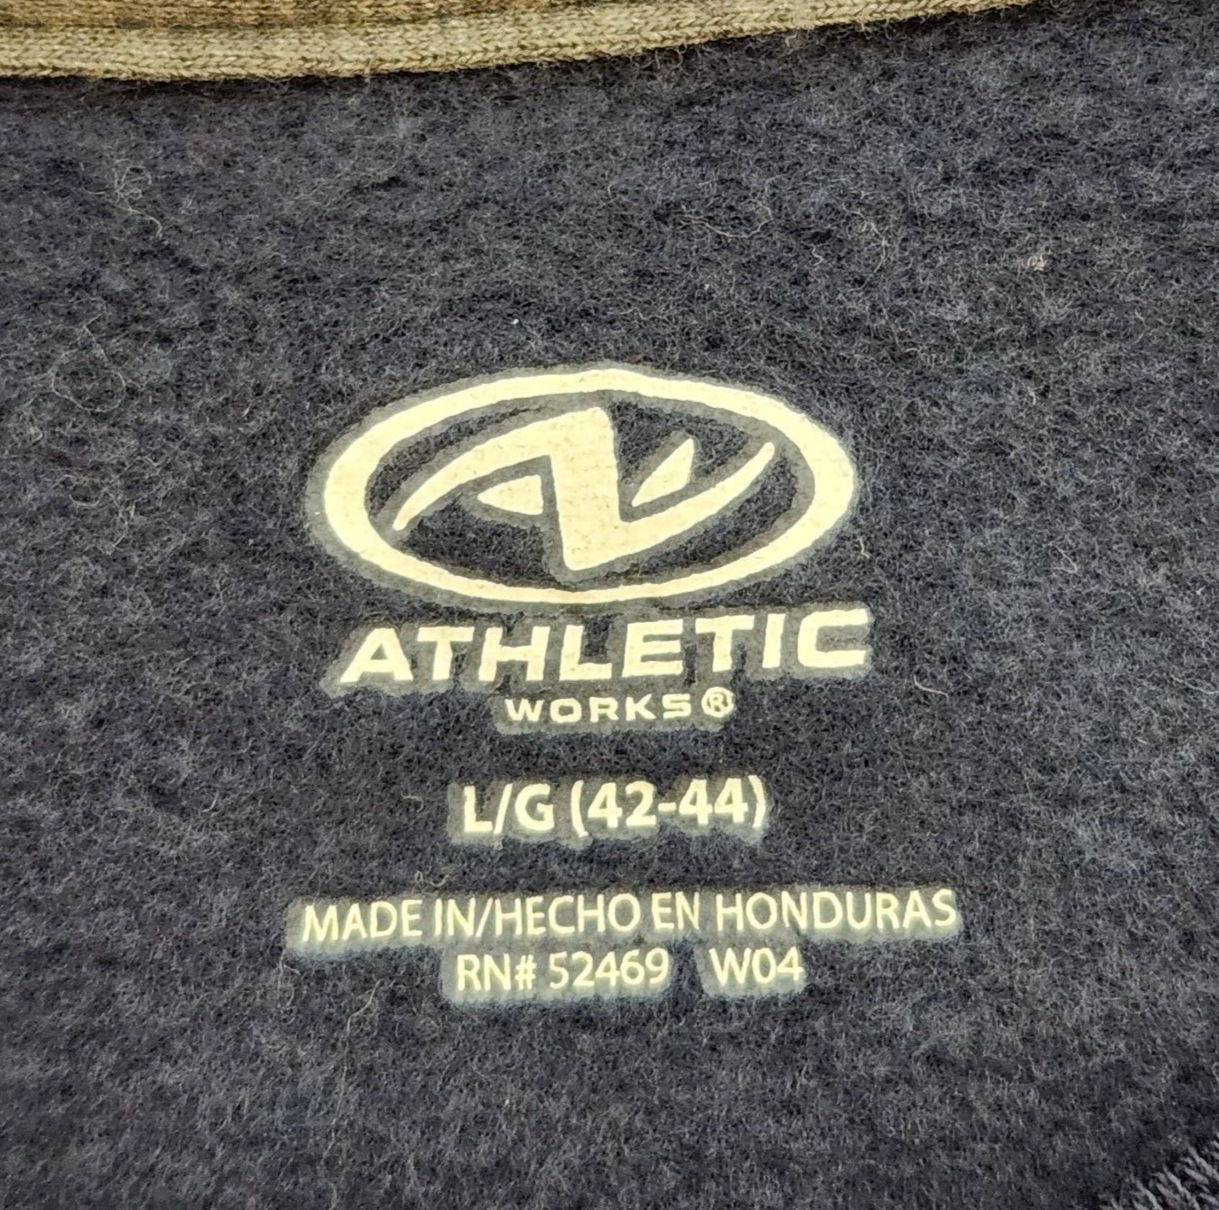 ATHLETIC
WORKS®
L/G (42-44)
MADE IN/HECHO EN HONDURAS
RN# 52469 W04